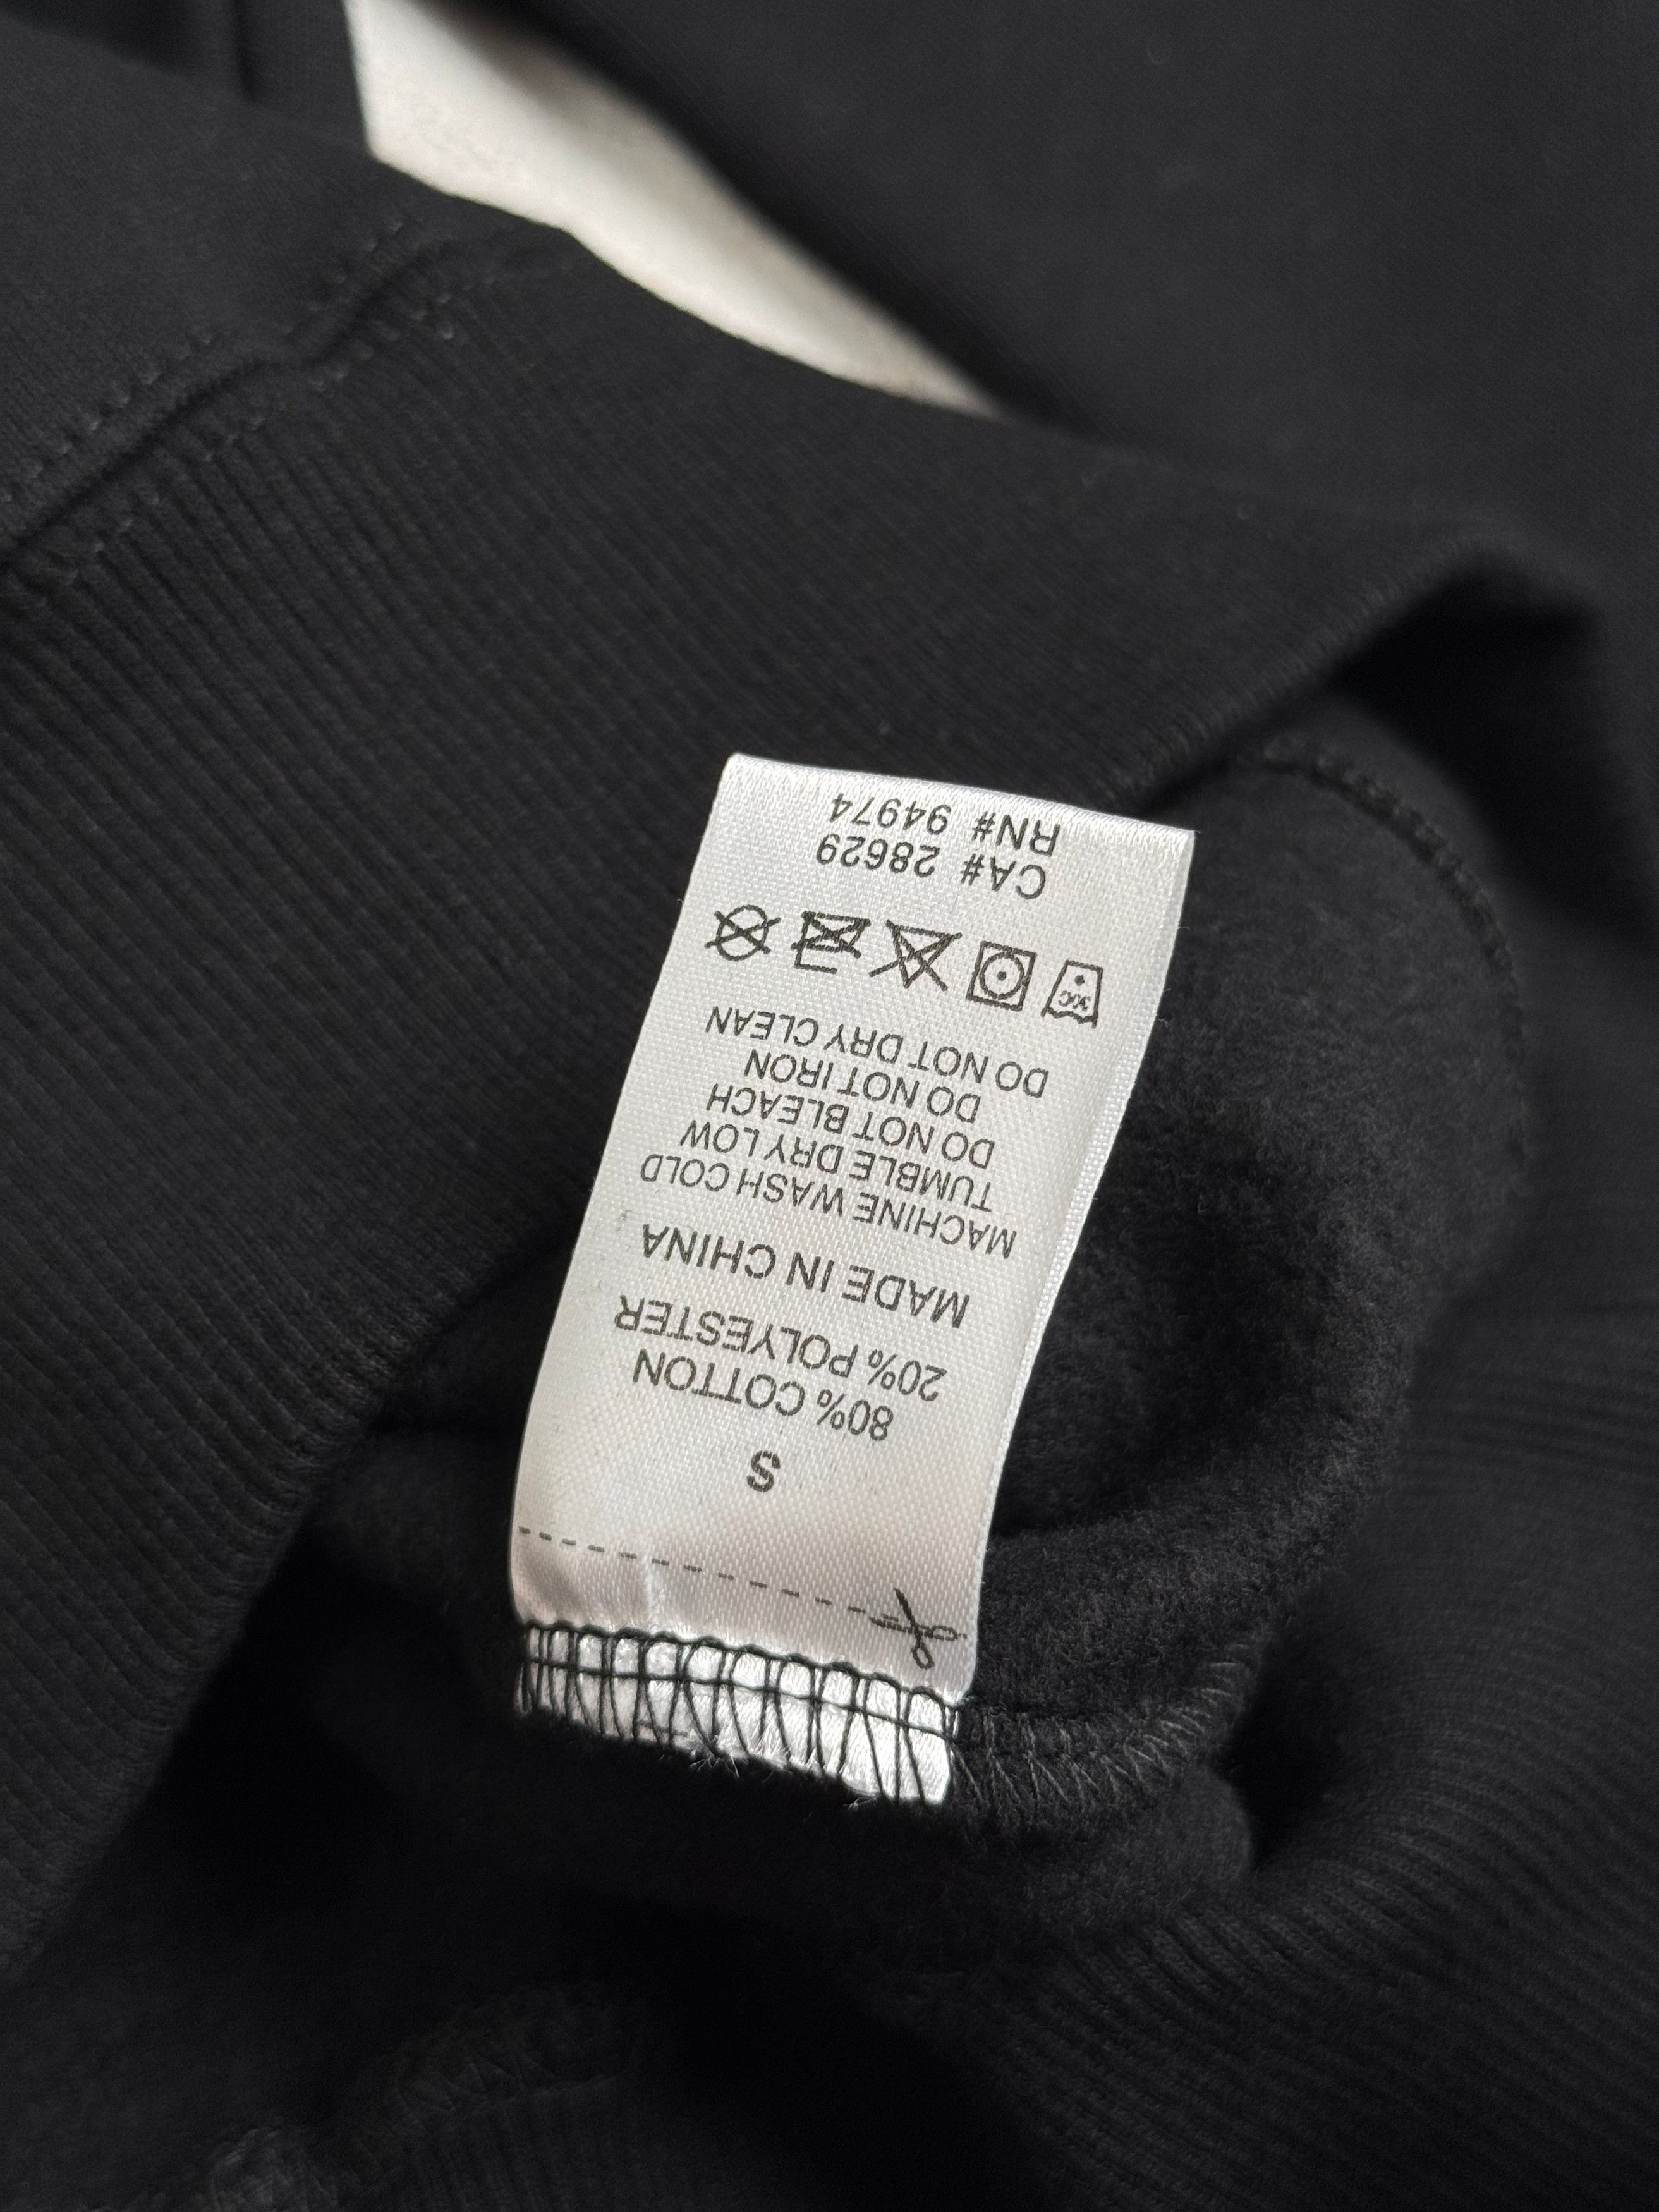 S
80% COTTON
20% POLYESTER
MADE IN CHINA
MACHINE WASH COLD
TUMBLE DRY LOW
DO NOT BLEACH
DO NOT IRON
DO NOT DRY CLEAN
30C
CA# 28629
RN# 94974